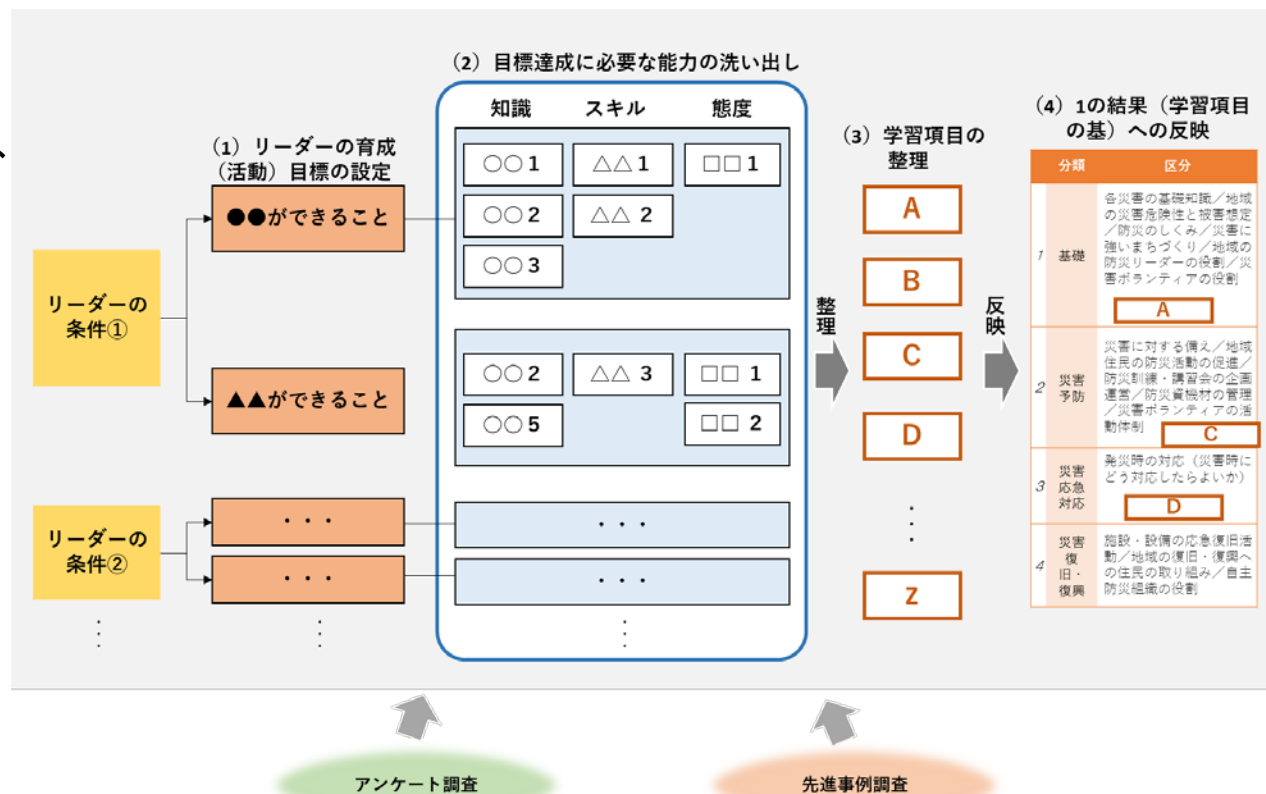 （2）目標達成に必要な能力の洗い出し
（1）リーダーの育成
（活動）目標の設定
知識
スキル
態度
（3）学習項目の
整理
（4）1の結果（学習項目
の基）への反映
リーダーの
条件①
●●ができること
▲▲ができること
○○1
△△1
□□1
○○2
△△ 2
○○3
○○2
△△ 3
□□ 1
○○5
□□ 2
リーダーの
条件②
・・・
・・・
・・・
・・・
整理
A
B
C
D
Z
反映
分類
区分
1
基礎
各災害の基礎知識／地域
の災害危険性と被害想定
／防災のしくみ／災害に
強いまちづくり／地域の
防災リーダーの役割／災
害ボランティアの役割
A
2
災害
予防
災害に対する備え／地域
住民の防災活動の促進／
防災訓練・講習会の企画
運営／防災資機材の管理
／災害ボランティアの活
動体制
C
3
災害
応急
対応
発災時の対応（災害時に
どう対応したらよいか）
D
4
災害
復
旧・
復興
施設・設備の応急復旧活
動／地域の復旧・復興へ
の住民の取り組み／自主
防災組織の役割
アンケート調査
先進事例調査